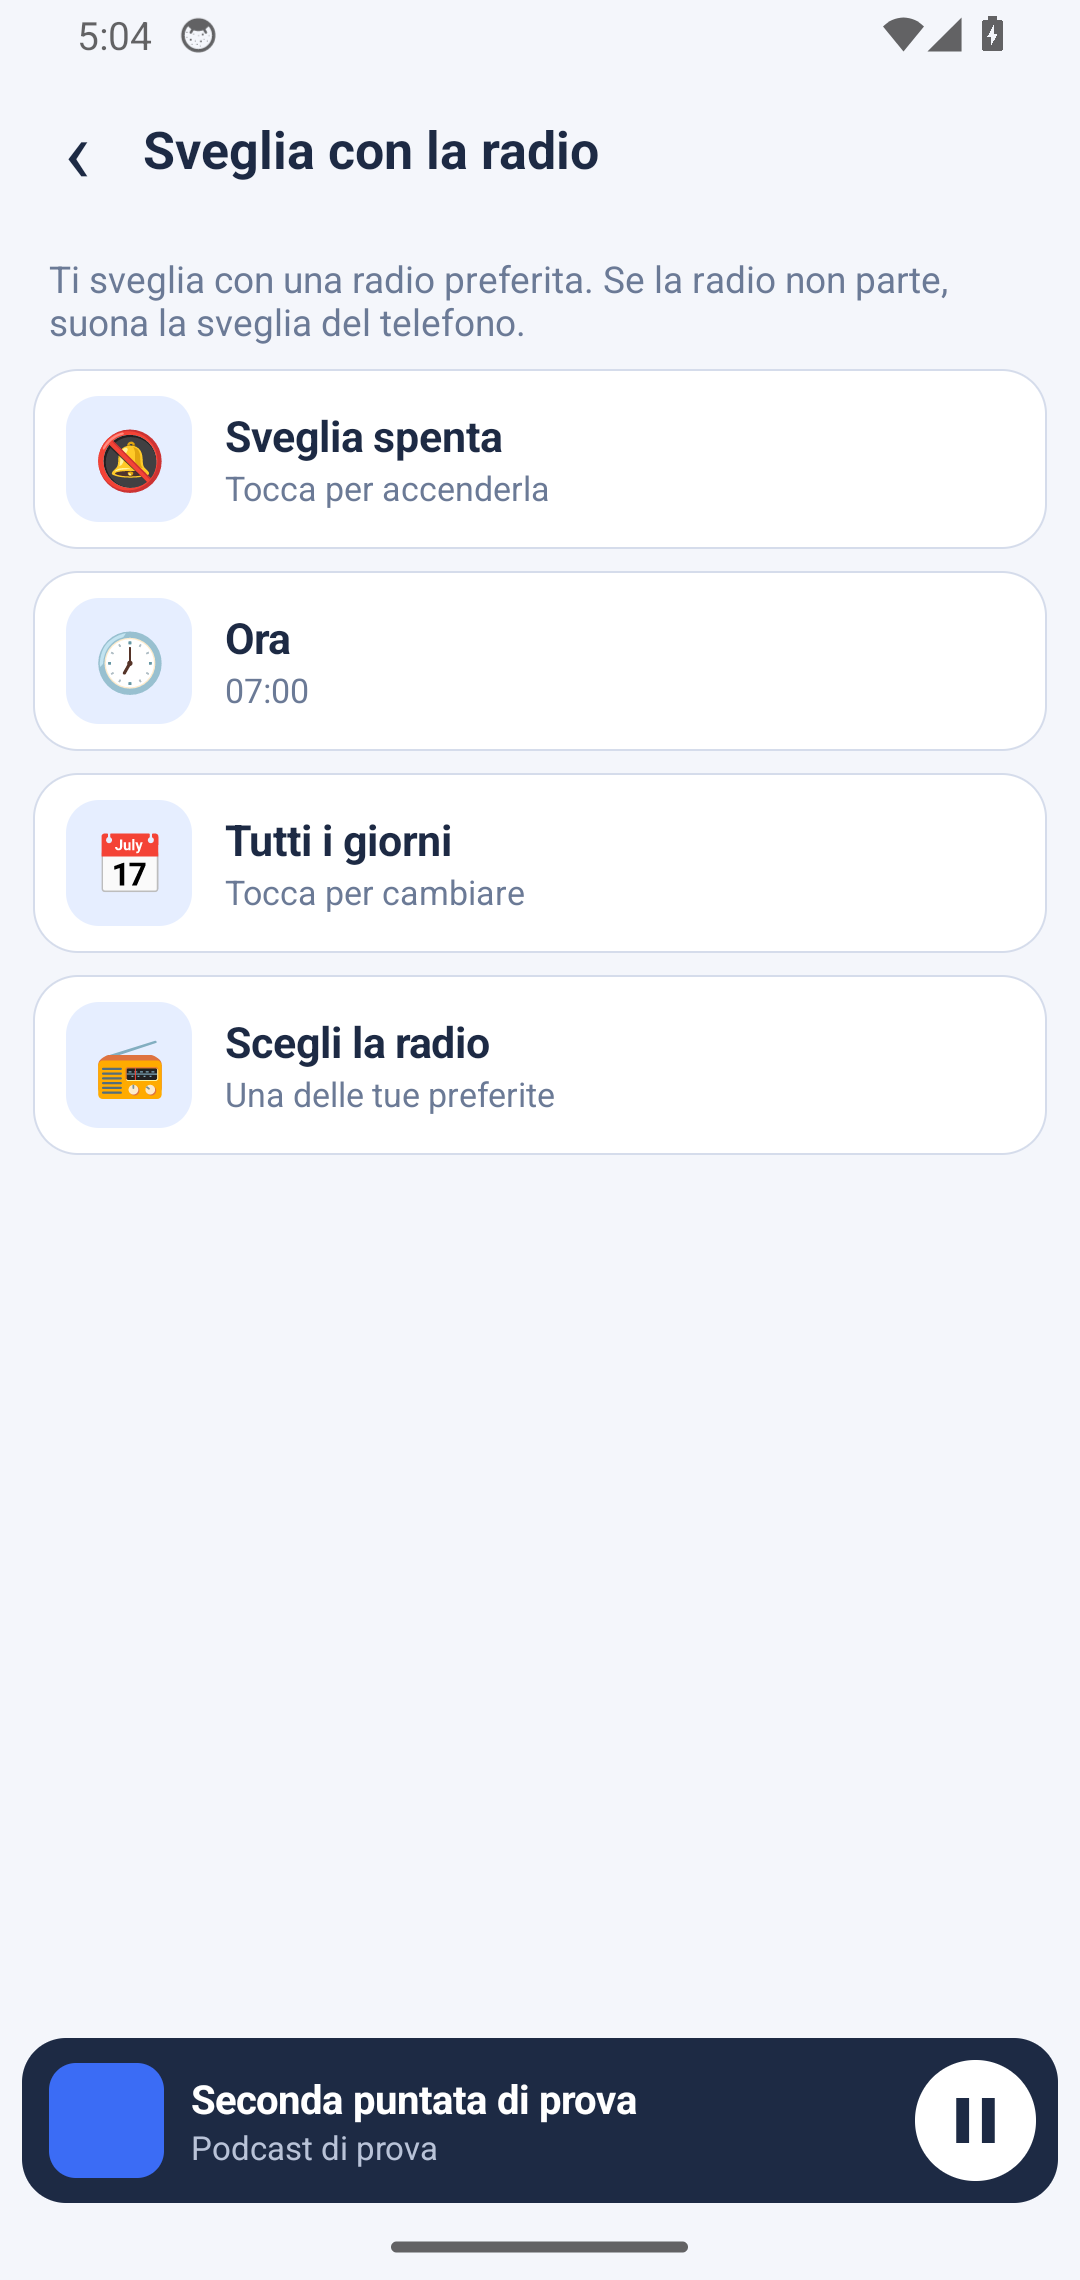 5:04
‹ Sveglia con la radio
Ti sveglia con una radio preferita. Se la radio non parte,
suona la sveglia del telefono.
Sveglia spenta
Tocca per accenderla
Ora
07:00
July
17
Tutti i giorni
Tocca per cambiare
Scegli la radio
Una delle tue preferite
Seconda puntata di prova
Podcast di prova